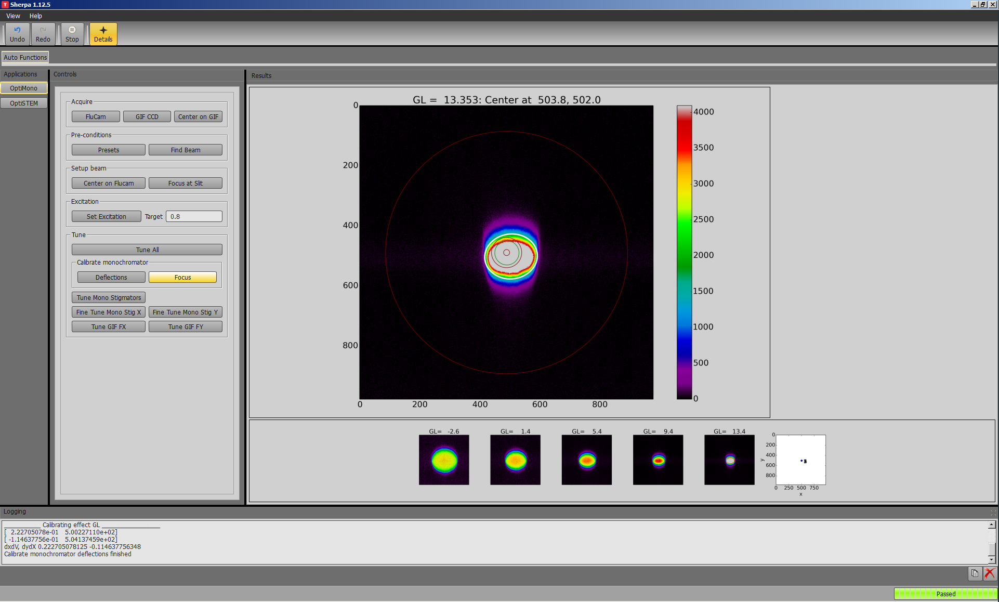 Sherpa 1.12.5
View Help
Undo Redo Stop Details
Auto Functions
Applications
OptiMono
OptiSTEM
Controls
Acquire
FluCam GIF CCD Center on GIF
Pre-conditions
Presets Find Beam
Setup beam
Center on Flucam Focus at Slit
Excitation
Set Excitation Target 0.8
Tune
Tune All
Calibrate monochromator
Deflections Focus
Tune Mono Stigmators
Fine Tune Mono Stig X Fine Tune Mono Stig Y
Tune GIF FX Tune GIF FY
Results
GL = 13.353: Center at 503.8, 502.0
0
200
400
600
800
0 200 400 600 800
4000
3500
3000
2500
2000
1500
1000
500
0
GL= -2.6 GL= 1.4 GL= 5.4 GL= 9.4 GL= 13.4
0
200
400
600
800
y
0 250 500 750
x
Logging
__________ Calibrating effect GL ________________
[ 2.22705078e-01 5.00227110e+02]
[ -1.14637756e-01 5.04137459e+02]
dxdV, dydX 0.222705078125 -0.114637756348
Calibrate monochromator deflections finished
Passed